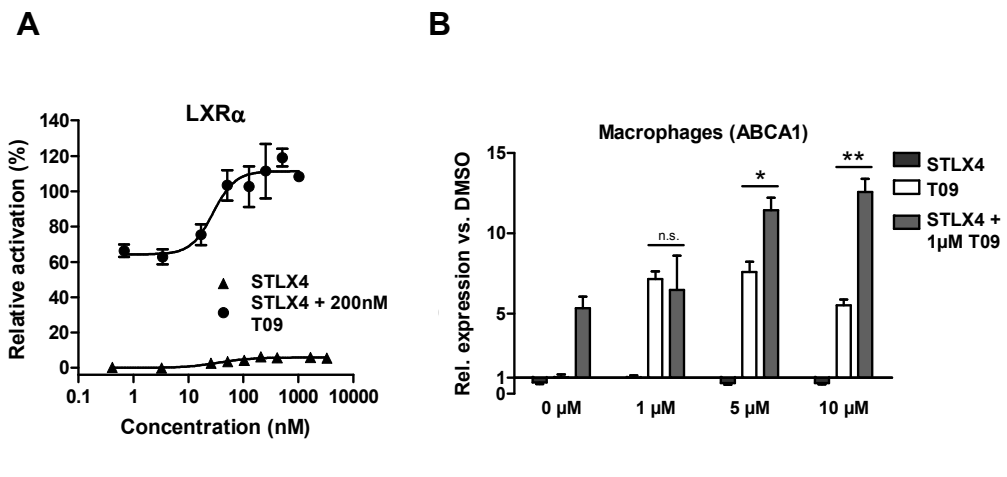 A
B
LXRα
140
120
100
80
60
40
20
0
Relative activation (%)
STLX4
STLX4 + 200nM
T09
0.1
1
10
100
1000
10000
Concentration (nM)
Macrophages (ABCA1)
15
10
5
1
0
Rel. expression vs. DMSO
n.s.
*
**
0 µM
1 µM
5 µM
10 µM
STLX4
T09
STLX4 +
1µM T09